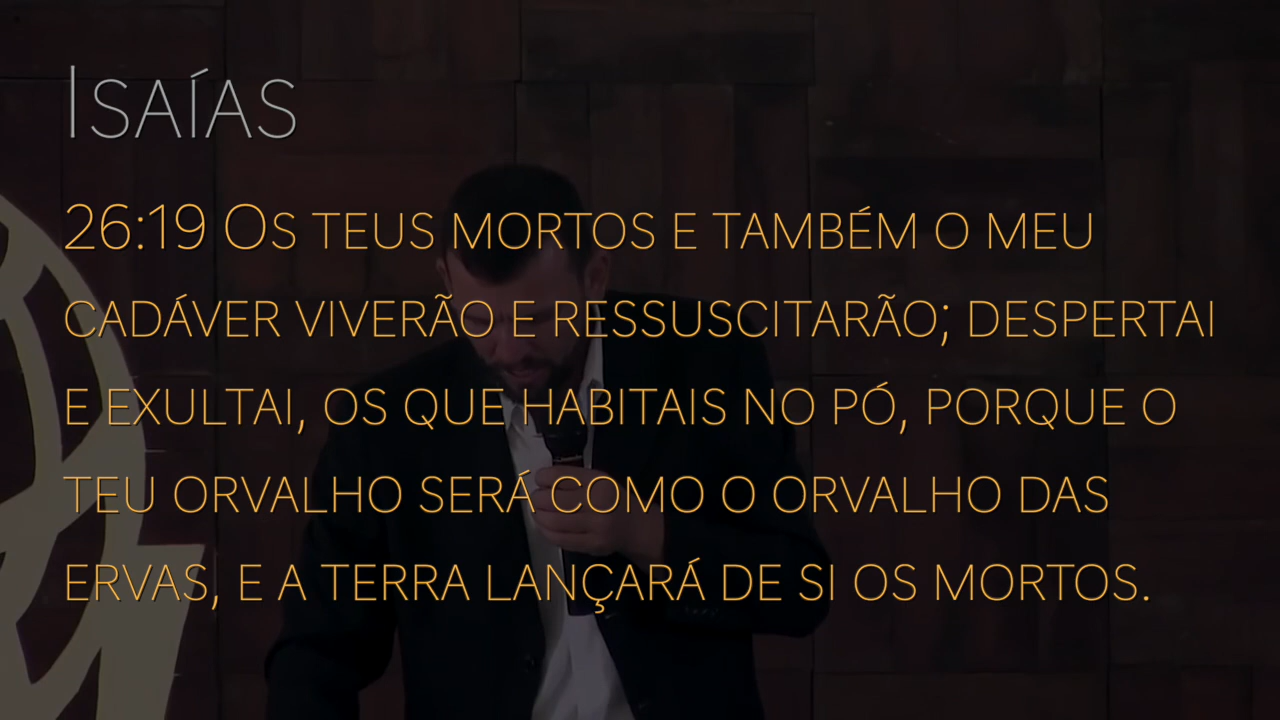 Isaías
26:19 Os teus mortos e também o meu
cadáver viverão e ressuscitarão; despertai
e exultai, os que habitais no pó, porque o
teu orvalho será como o orvalho das
ervas, e a terra lançará de si os mortos.